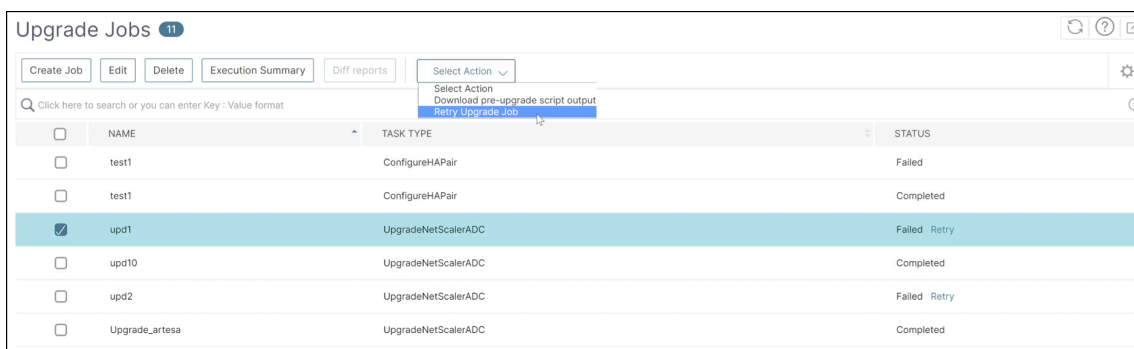 Upgrade Jobs 11
Create Job Edit Delete Execution Summary Diff reports Select Action
Select Action
Download pre-upgrade script output
Retry Upgrade Job
Click here to search or you can enter Key : Value format
NAME TASK TYPE STATUS
test1 ConfigureHAPair Failed
test1 ConfigureHAPair Completed
upd1 UpgradeNetScalerADC Failed Retry
upd10 UpgradeNetScalerADC Completed
upd2 UpgradeNetScalerADC Failed Retry
Upgrade_artesa UpgradeNetScalerADC Completed